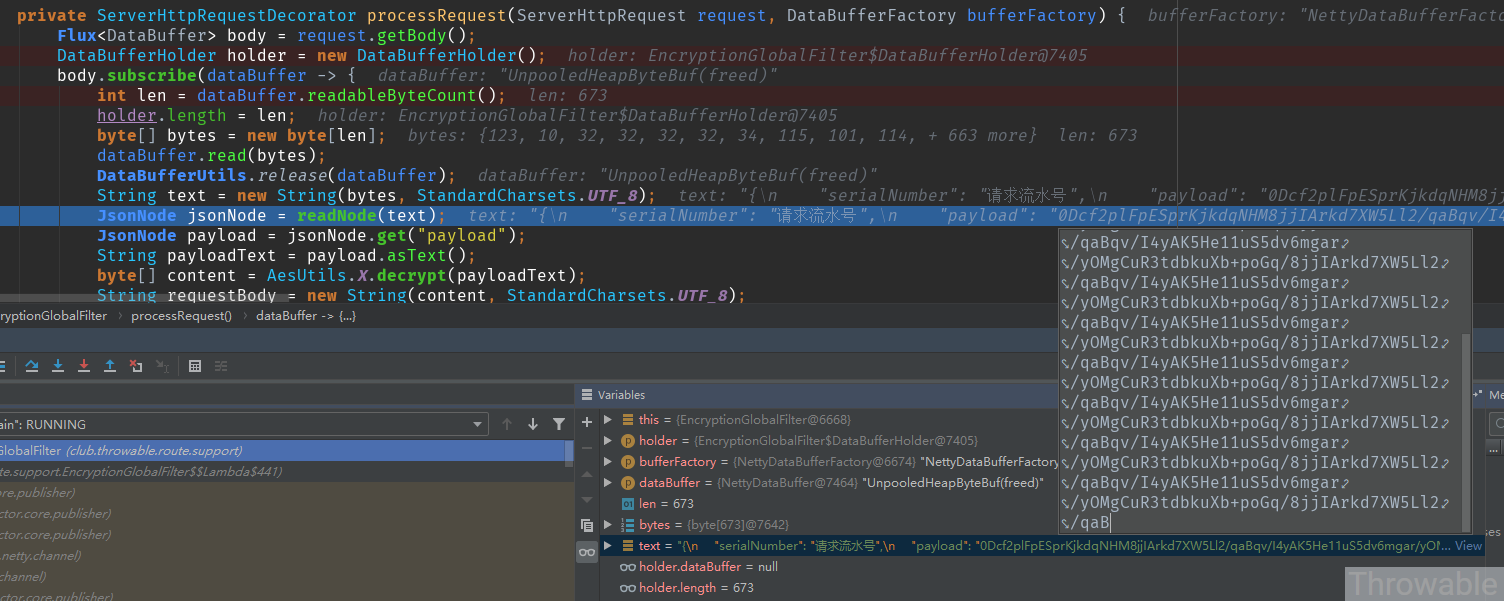 private ServerHttpRequestDecorator processRequest(ServerHttpRequest request, DataBufferFactory bufferFactory) {  bufferFactory: "NettyDataBufferFacto
Flux<DataBuffer> body = request.getBody();
DataBufferHolder holder = new DataBufferHolder();  holder: EncryptionGlobalFilter$DataBufferHolder@7405
body.subscribe(dataBuffer -> {  dataBuffer: "UnpooledHeapByteBuf(freed)"
int len = dataBuffer.readableByteCount();  len: 673
holder.length = len;  holder: EncryptionGlobalFilter$DataBufferHolder@7405
byte[] bytes = new byte[len];  bytes: {123, 10, 32, 32, 32, 32, 34, 115, 101, 114, + 663 more}  len: 673
dataBuffer.read(bytes);
DataBufferUtils.release(dataBuffer);  dataBuffer: "UnpooledHeapByteBuf(freed)"
String text = new String(bytes, StandardCharsets.UTF_8);  text: "{\n    "serialNumber": "请求流水号",\n    "payload": "0Dcf2plFpESprKjkdqNHM8jj
JsonNode jsonNode = readNode(text);  text: "{\n    "serialNumber": "请求流水号",\n    "payload": "0Dcf2plFpESprKjkdqNHM8jjIArkd7XW5Ll2/qaBqv/I4
JsonNode payload = jsonNode.get("payload");
String payloadText = payload.asText();
byte[] content = AesUtils.X.decrypt(payloadText);
String requestBody = new String(content, StandardCharsets.UTF_8);
/qaBqv/I4yAK5He11uS5dv6mgar
/yOMgCuR3tdbkuXb+poGq/8jjIArkd7XW5Ll2
/qaBqv/I4yAK5He11uS5dv6mgar
/yOMgCuR3tdbkuXb+poGq/8jjIArkd7XW5Ll2
/qaBqv/I4yAK5He11uS5dv6mgar
/yOMgCuR3tdbkuXb+poGq/8jjIArkd7XW5Ll2
/qaBqv/I4yAK5He11uS5dv6mgar
/yOMgCuR3tdbkuXb+poGq/8jjIArkd7XW5Ll2
/qaBqv/I4yAK5He11uS5dv6mgar
/yOMgCuR3tdbkuXb+poGq/8jjIArkd7XW5Ll2
/qaBqv/I4yAK5He11uS5dv6mgar
/yOMgCuR3tdbkuXb+poGq/8jjIArkd7XW5Ll2
/qaBqv/I4yAK5He11uS5dv6mgar
/yOMgCuR3tdbkuXb+poGq/8jjIArkd7XW5Ll2
/qaB
ryptionGlobalFilter › processRequest() › dataBuffer -> {...}
ain": RUNNING
GlobalFilter (club.throwable.route.support)
te.support.EncryptionGlobalFilter$$Lambda$441)
ore.publisher)
ctor.core.publisher)
ctor.core.publisher)
.netty.channel)
channel)
ctor.core.publisher)
Variables
Me
this = {EncryptionGlobalFilter@6668}
holder = {EncryptionGlobalFilter$DataBufferHolder@7405}
bufferFactory = {NettyDataBufferFactory@6674} "NettyDataBufferFactory
dataBuffer = {NettyDataBuffer@7464} "UnpooledHeapByteBuf(freed)"
len = 673
bytes = {byte[673]@7642}
text = "{\n    "serialNumber": "请求流水号",\n    "payload": "0Dcf2plFpESprKjkdqNHM8jjIArkd7XW5Ll2/qaBqv/I4yAK5He11uS5dv6mgar/yO... View
holder.dataBuffer = null
holder.length = 673
ses
Throwable